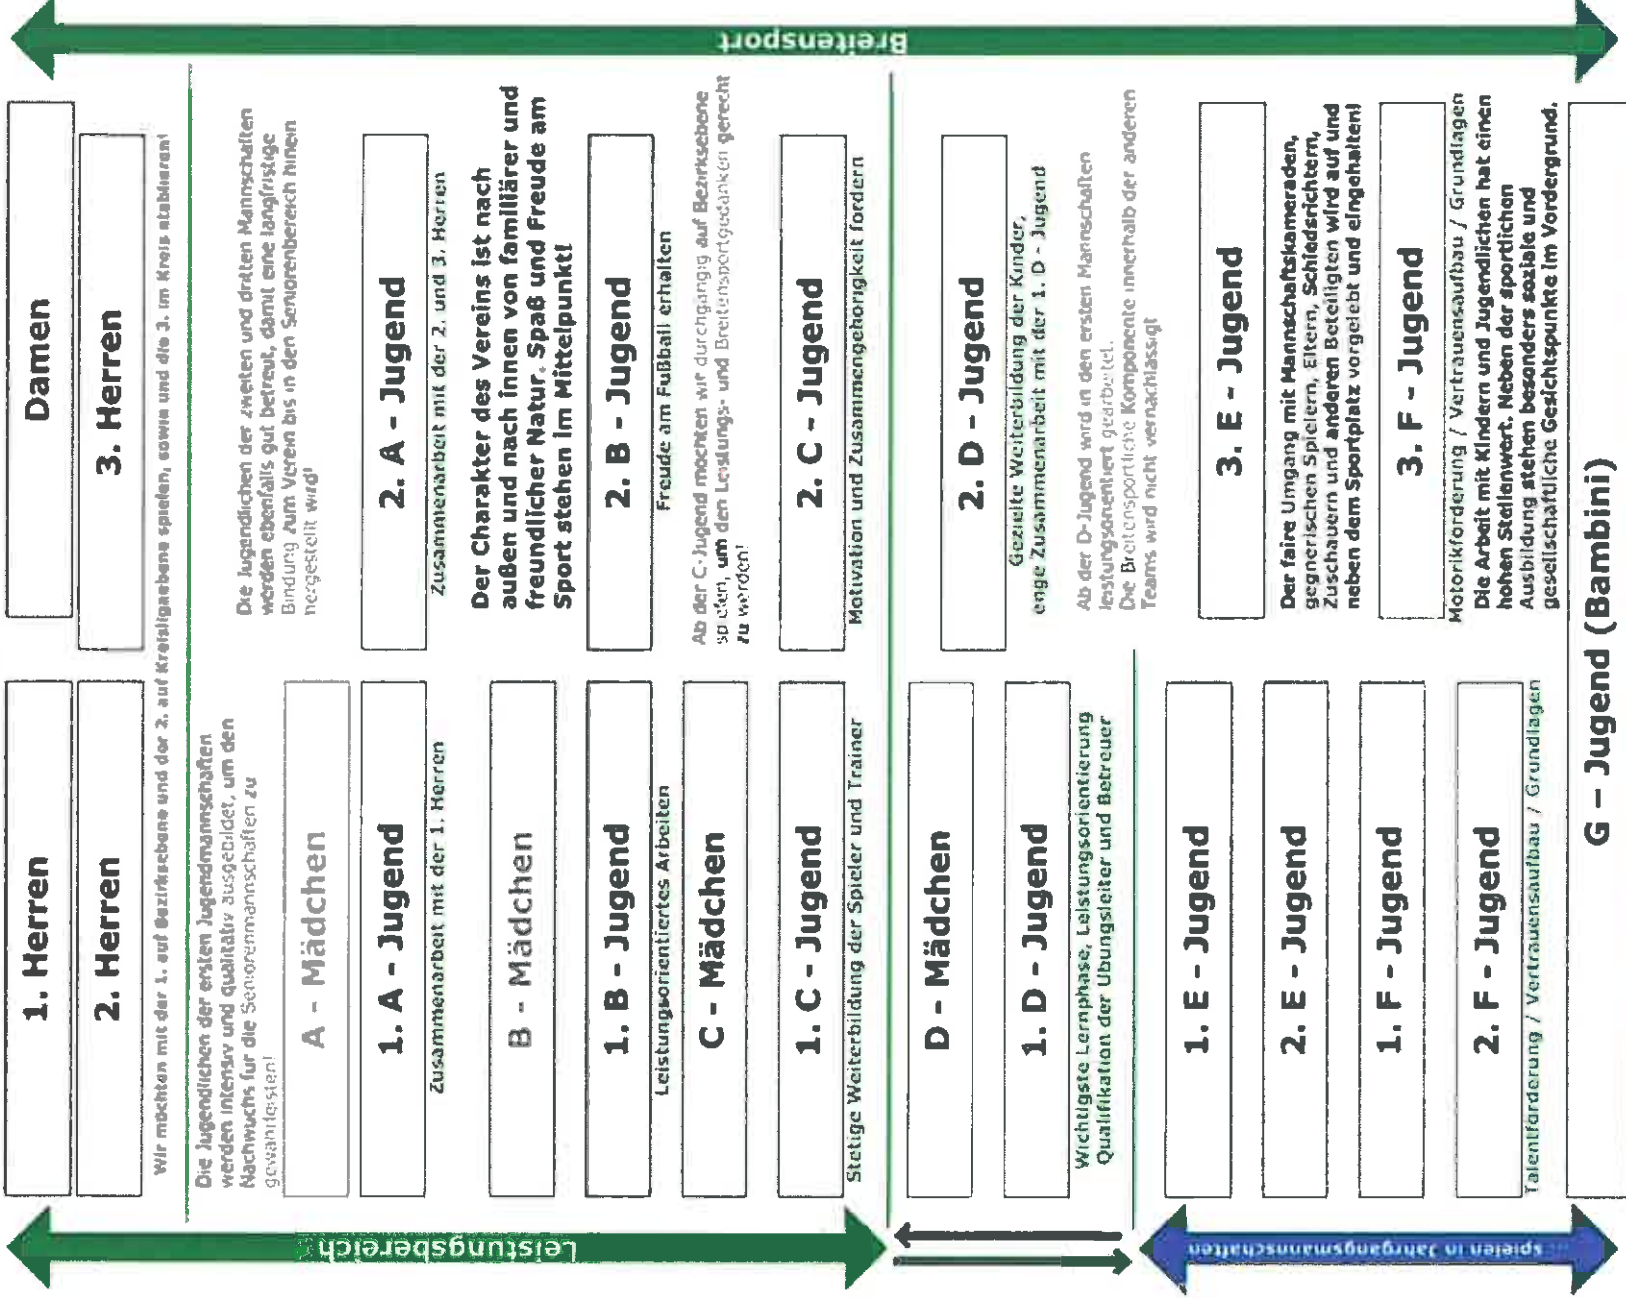 1. Herren
Damen
2. Herren
3. Herren
Wir möchten mit der 1. auf Bezirksebene und der 2. auf Kreisligaebene spielen, sowie und die 3. im Kreis etablieren!
Die Jugendlichen der ersten Jugendmannschaften
werden intensiv und qualitativ ausgebildet, um den
Nachwuchs für die Seniorenmannschaften zu
gewährleisten!
Die Jugendlichen der zweiten und dritten Mannschaften
werden ebenfalls gut betreut, damit eine langfristige
Bindung zum Verein bis in den Seniorenbereich hinein
hergestellt wird!
A - Mädchen
1. A - Jugend
Zusammenarbeit mit der 1. Herren
2. A - Jugend
Zusammenarbeit mit der 2. und 3. Herren
Der Charakter des Vereins ist nach
außen und nach innen von familiärer und
freundlicher Natur. Spaß und Freude am
Sport stehen im Mittelpunkt!
B - Mädchen
1. B - Jugend
Leistungsorientiertes Arbeiten
2. B - Jugend
Freude am Fußball erhalten
Ab der C-Jugend möchten wir durchgängig auf Bezirksebene
spielen, um den Leistungs- und Breitensportgedanken gerecht
zu werden!
C - Mädchen
1. C - Jugend
Stetige Weiterbildung der Spieler und Trainer
2. C - Jugend
Motivation und Zusammengehörigkeit fördern
D - Mädchen
1. D - Jugend
Wichtigste Lernphase, Leistungsorientierung
Qualifikation der Übungsleiter und Betreuer
2. D - Jugend
Gezielte Weiterbildung der Kinder,
enge Zusammenarbeit mit der 1. D - Jugend
Ab der D-Jugend wird in den ersten Mannschaften
leistungsorientiert gearbeitet.
Die Breitensportliche Komponente innerhalb der anderen
Teams wird nicht vernachlässigt
1. E - Jugend
2. E - Jugend
1. F - Jugend
2. F - Jugend
Talentförderung / Vertrauensaufbau / Grundlagen
3. E - Jugend
Der faire Umgang mit Mannschaftskameraden,
gegnerischen Spielern, Eltern, Schiedsrichtern,
Zuschauern und anderen Beteiligten wird auf und
neben dem Sportplatz vorgelebt und eingehalten!
3. F - Jugend
Motorikförderung / Vertrauensaufbau / Grundlagen
Die Arbeit mit Kindern und Jugendlichen hat einen
hohen Stellenwert. Neben der sportlichen
Ausbildung stehen besonders soziale und
gesellschaftliche Gesichtspunkte im Vordergrund.
G – Jugend (Bambini)
Leistungsbereich
spielen in Jahrgangsmannschaften
Breitensport